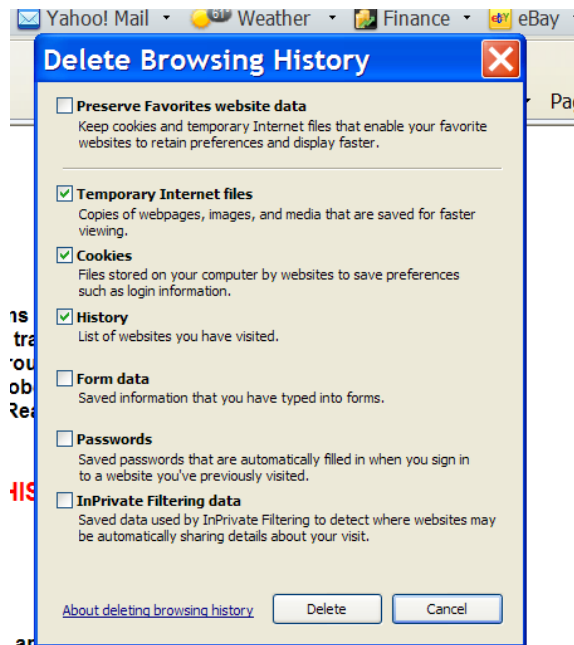 Yahoo! Mail Weather Finance eBay
61°
Delete Browsing History
Preserve Favorites website data
Keep cookies and temporary Internet files that enable your favorite
websites to retain preferences and display faster.
Temporary Internet files
Copies of webpages, images, and media that are saved for faster
viewing.
Cookies
Files stored on your computer by websites to save preferences
such as login information.
History
List of websites you have visited.
Form data
Saved information that you have typed into forms.
Passwords
Saved passwords that are automatically filled in when you sign in
to a website you've previously visited.
InPrivate Filtering data
Saved data used by InPrivate Filtering to detect where websites may
be automatically sharing details about your visit.
About deleting browsing history Delete Cancel